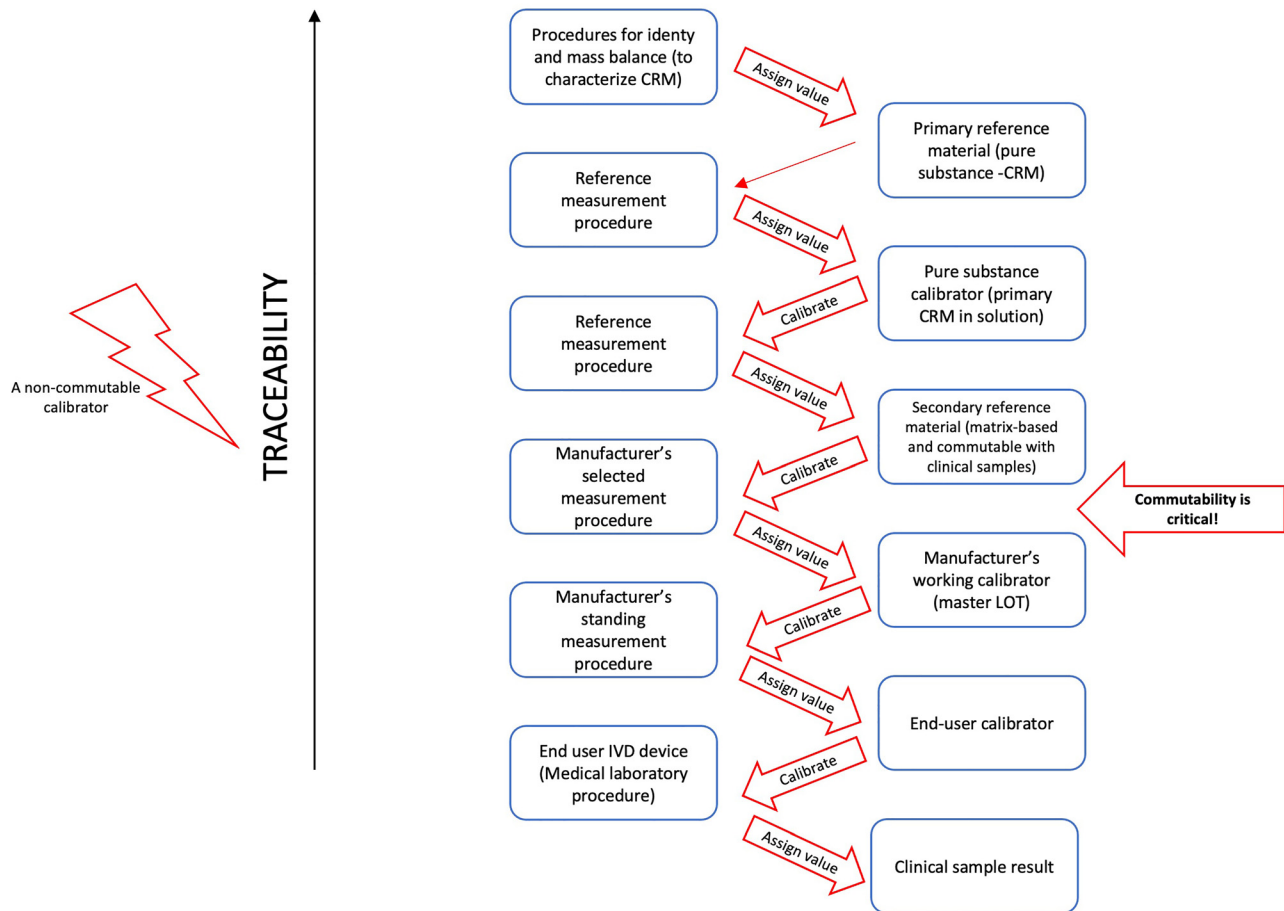 Procedures for identy
and mass balance (to
characterize CRM)
Assign value
Primary reference
material (pure
substance -CRM)
Reference
measurement
procedure
Assign value
Pure substance
calibrator (primary
CRM in solution)
Calibrate
Reference
measurement
procedure
Assign value
A non-commutable
calibrator
TRACEABILITY
Secondary reference
material (matrix-based
and commutable with
clinical samples)
Calibrate
Manufacturer’s
selected
measurement
procedure
Commutability is
critical!
Assign value
Manufacturer’s
working calibrator
(master LOT)
Calibrate
Manufacturer’s
standing
measurement
procedure
Assign value
End-user calibrator
Calibrate
End user IVD device
(Medical laboratory
procedure)
Assign value
Clinical sample result